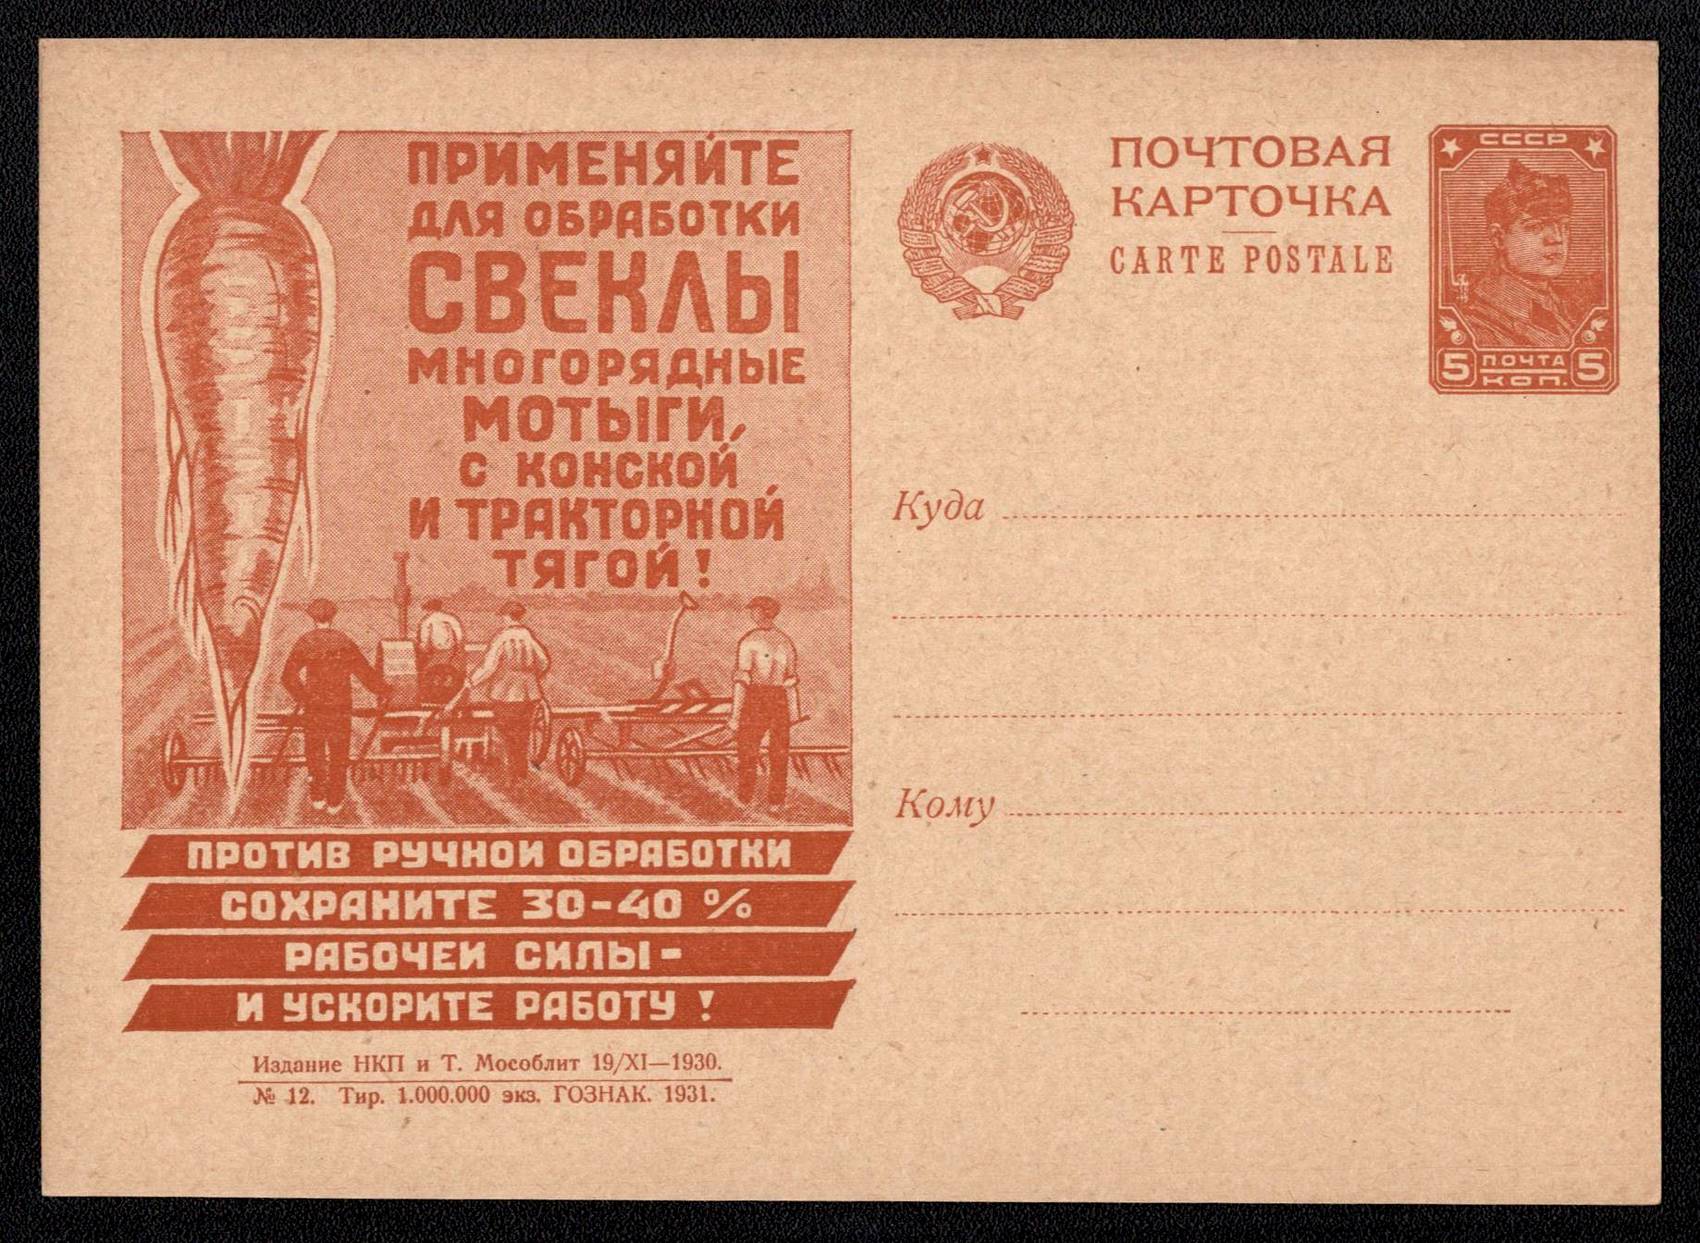 ПРИМЕНЯЙТЕ
ДЛЯ ОБРАБОТКИ
СВЕКЛЫ
МНОГОРЯДНЫЕ
МОТЫГИ,
С КОНСКОЙ
И ТРАКТОРНОЙ
ТЯГОЙ!
ПРОТИВ РУЧНОИ ОБРАБОТКИ
СОХРАНИТЕ 30-40 %
РАБОЧЕИ СИЛЫ-
И УСКОРИТЕ РАБОТУ !
Издание НКП и Т. Мособлит 19/XI—1930.
№ 12. Тир. 1.000.000 экз. ГОЗНАК. 1931.
ПОЧТОВАЯ
КАРТОЧКА
CARTE POSTALE
СССР
5 ПОЧТА 5
КОП.
Куда
Кому